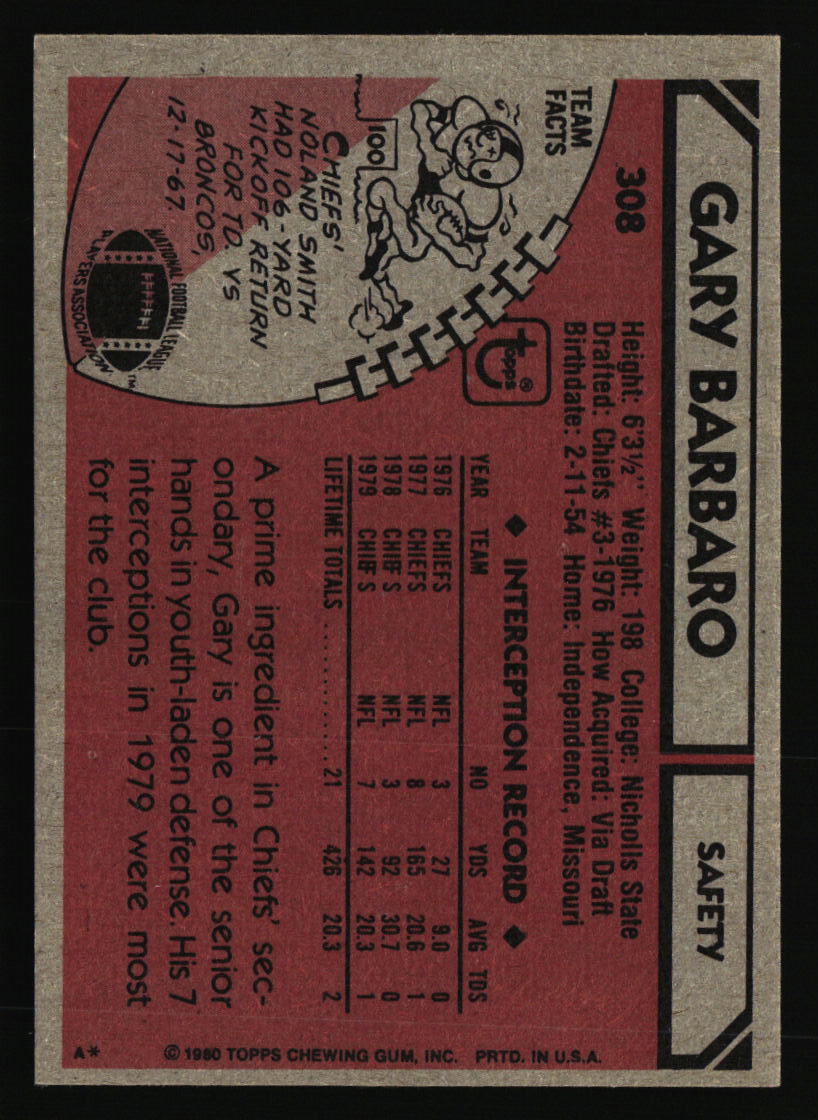 GARY BARBARO
SAFETY
308
Height: 6'3½" Weight: 198 College: Nicholls State
Drafted: Chiefs #3-1976 How Acquired: Via Draft
Birthdate: 2-11-54 Home: Independence, Missouri
topps®
TEAM
FACTS
100
CHIEFS'
NOLAND SMITH
HAD 106-YARD
KICKOFF RETURN
FOR TD VS
BRONCOS,
12-17-67.
NATIONAL FOOTBALL LEAGUE
PLAYERS ASSOCIATION™
◆ INTERCEPTION RECORD ◆
YEAR TEAM NO YDS AVG TDS
1976 CHIEFS NFL 3 27 9.0 0
1977 CHIEFS NFL 8 165 20.6 1
1978 CHIEFS NFL 3 92 30.7 0
1979 CHIEFS NFL 7 142 20.3 1
LIFETIME TOTALS ............. 21 426 20.3 2
A prime ingredient in Chiefs' sec-
ondary, Gary is one of the senior
hands in youth-laden defense. His 7
interceptions in 1979 were most
for the club.
© 1980 TOPPS CHEWING GUM, INC. PRTD. IN U.S.A.
A*